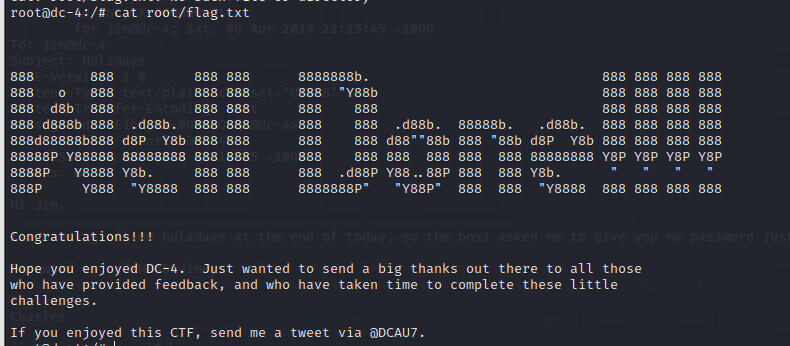 root@dc-4:/# cat root/flag.txt
for jim@dc-4; Sat, 06 Apr 2019 21:15:45 +1000
To: jim@dc-4
Subject: Holidays
888       888          888 888      8888888b.                             888 888 888 888
888   o   888          888 888      888  "Y88b                            888 888 888 888
888  d8b  888          888 888      888    888                            888 888 888 888
888 d888b 888  .d88b.  888 888      888    888  .d88b.  88888b.   .d88b.  888 888 888 888
888d88888b888 d8P  Y8b 888 888      888    888 d88""88b 888 "88b d8P  Y8b 888 888 888 888
88888P Y88888 88888888 888 888      888    888 888  888 888  888 88888888 Y8P Y8P Y8P Y8P
8888P   Y8888 Y8b.     888 888      888  .d88P Y88..88P 888  888 Y8b.      "   "   "   "
888P     Y888  "Y8888  888 888      8888888P"   "Y88P"  888  888  "Y8888  888 888 888 888
Hi Jim,
Congratulations!!!
holidays at the end of today, so the boss asked me to give you my password just
Hope you enjoyed DC-4.  Just wanted to send a big thanks out there to all those
who have provided feedback, and who have taken time to complete these little
challenges.
Charles
If you enjoyed this CTF, send me a tweet via @DCAU7.